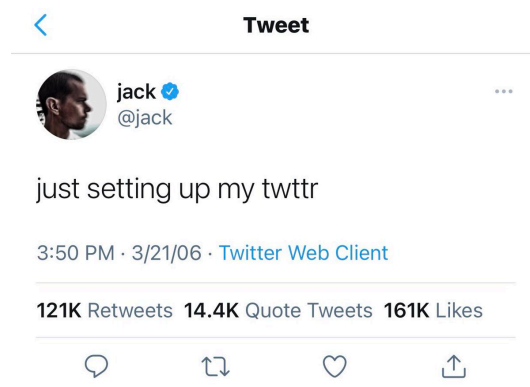 Tweet
jack
@jack
just setting up my twttr
3:50 PM · 3/21/06 · Twitter Web Client
121K Retweets 14.4K Quote Tweets 161K Likes